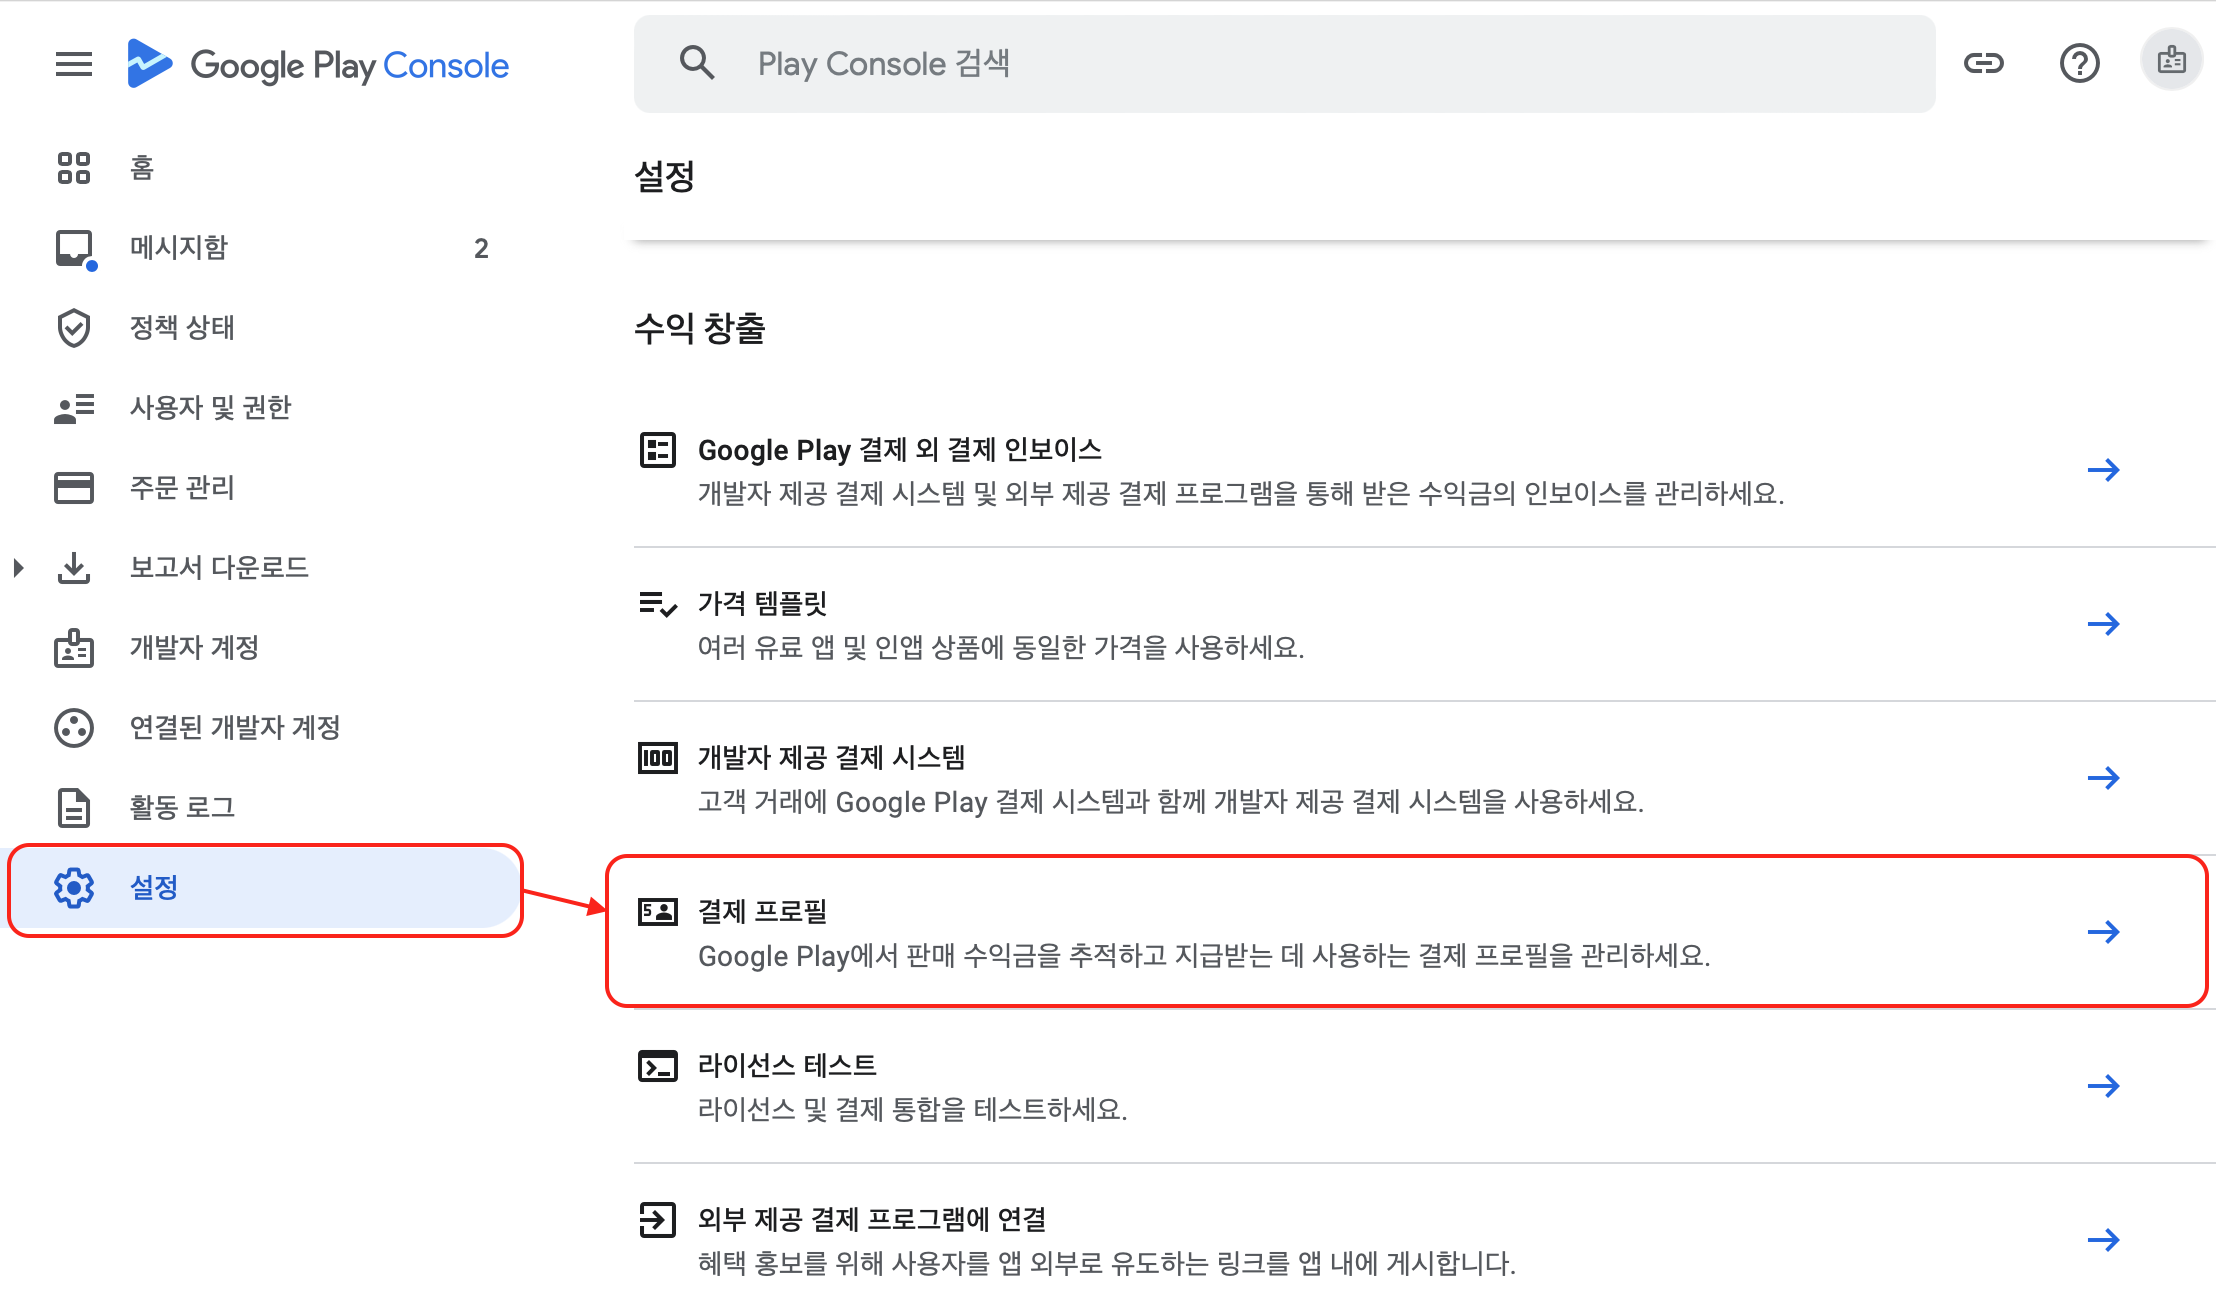 Google Play Console
Play Console 검색
홈
메시지함 2
정책 상태
사용자 및 권한
주문 관리
보고서 다운로드
개발자 계정
연결된 개발자 계정
활동 로그
설정
설정
수익 창출
Google Play 결제 외 결제 인보이스
개발자 제공 결제 시스템 및 외부 제공 결제 프로그램을 통해 받은 수익금의 인보이스를 관리하세요.
가격 템플릿
여러 유료 앱 및 인앱 상품에 동일한 가격을 사용하세요.
100
개발자 제공 결제 시스템
고객 거래에 Google Play 결제 시스템과 함께 개발자 제공 결제 시스템을 사용하세요.
5
결제 프로필
Google Play에서 판매 수익금을 추적하고 지급받는 데 사용하는 결제 프로필을 관리하세요.
라이선스 테스트
라이선스 및 결제 통합을 테스트하세요.
외부 제공 결제 프로그램에 연결
혜택 홍보를 위해 사용자를 앱 외부로 유도하는 링크를 앱 내에 게시합니다.